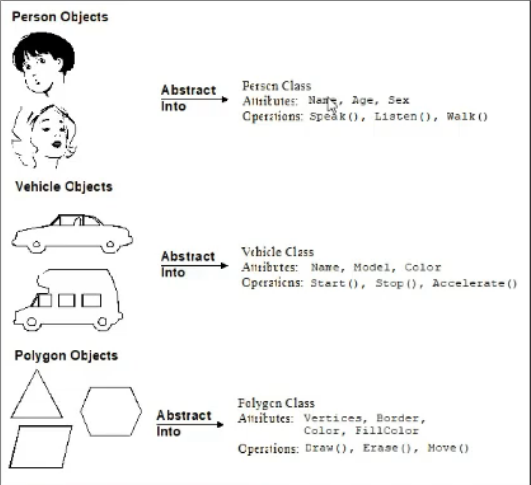 Person Objects
Abstract
Into
Person Class
Attributes: Name, Age, Sex
Operations: Speak(), Listen(), Walk()
Vehicle Objects
Abstract
Into
Vehicle Class
Attributes: Name, Model, Color
Operations: Start(), Stop(), Accelerate()
Polygon Objects
Abstract
Into
Polygon Class
Attributes: Vertices, Border,
Color, FillColor
Operations: Draw(), Erase(), Move()